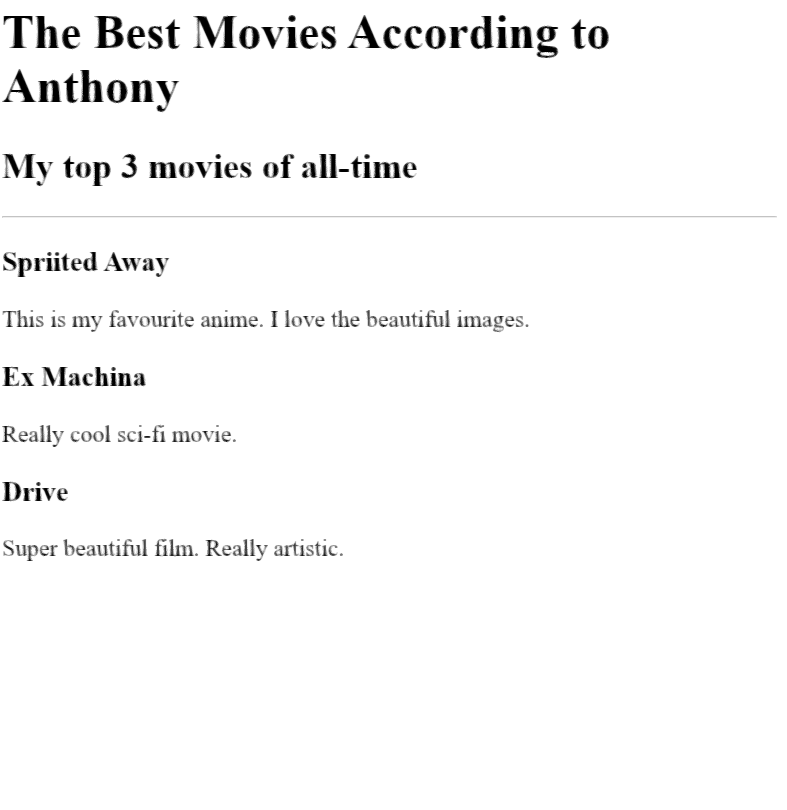 The Best Movies According to
Anthony
My top 3 movies of all-time
Spriited Away
This is my favourite anime. I love the beautiful images.
Ex Machina
Really cool sci-fi movie.
Drive
Super beautiful film. Really artistic.